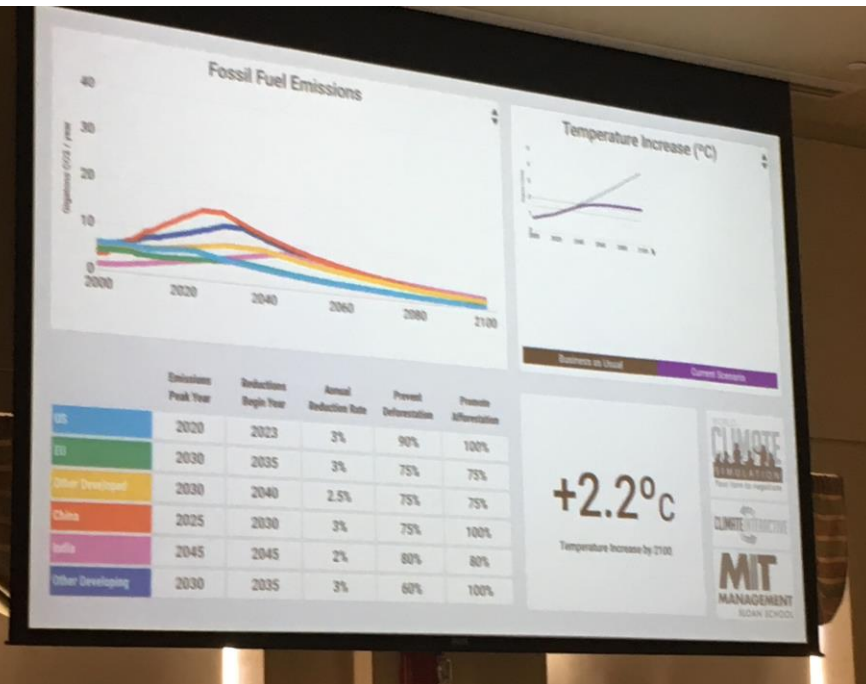 Fossil Fuel Emissions
40
30
20
10
0
2000
2020
2040
2060
2080
2100
Temperature Increase (ºC)
Business as Usual
Current Scenario
Emissions Peak Year
Reductions Begin Year
Annual Reduction Rate
Prevent Deforestation
Promote Afforestation
US 2020 2023 3% 90% 100%
EU 2030 2035 3% 75% 75%
Other Developed 2030 2040 2.5% 75% 75%
China 2025 2030 3% 75% 100%
India 2045 2045 2% 80% 80%
Other Developing 2030 2035 3% 60% 100%
+2.2ºC
Temperature Increase by 2100
WORLD
CLIMATE
SIMULATION
CLIMATE INTERACTIVE
MIT
MANAGEMENT
SLOAN SCHOOL